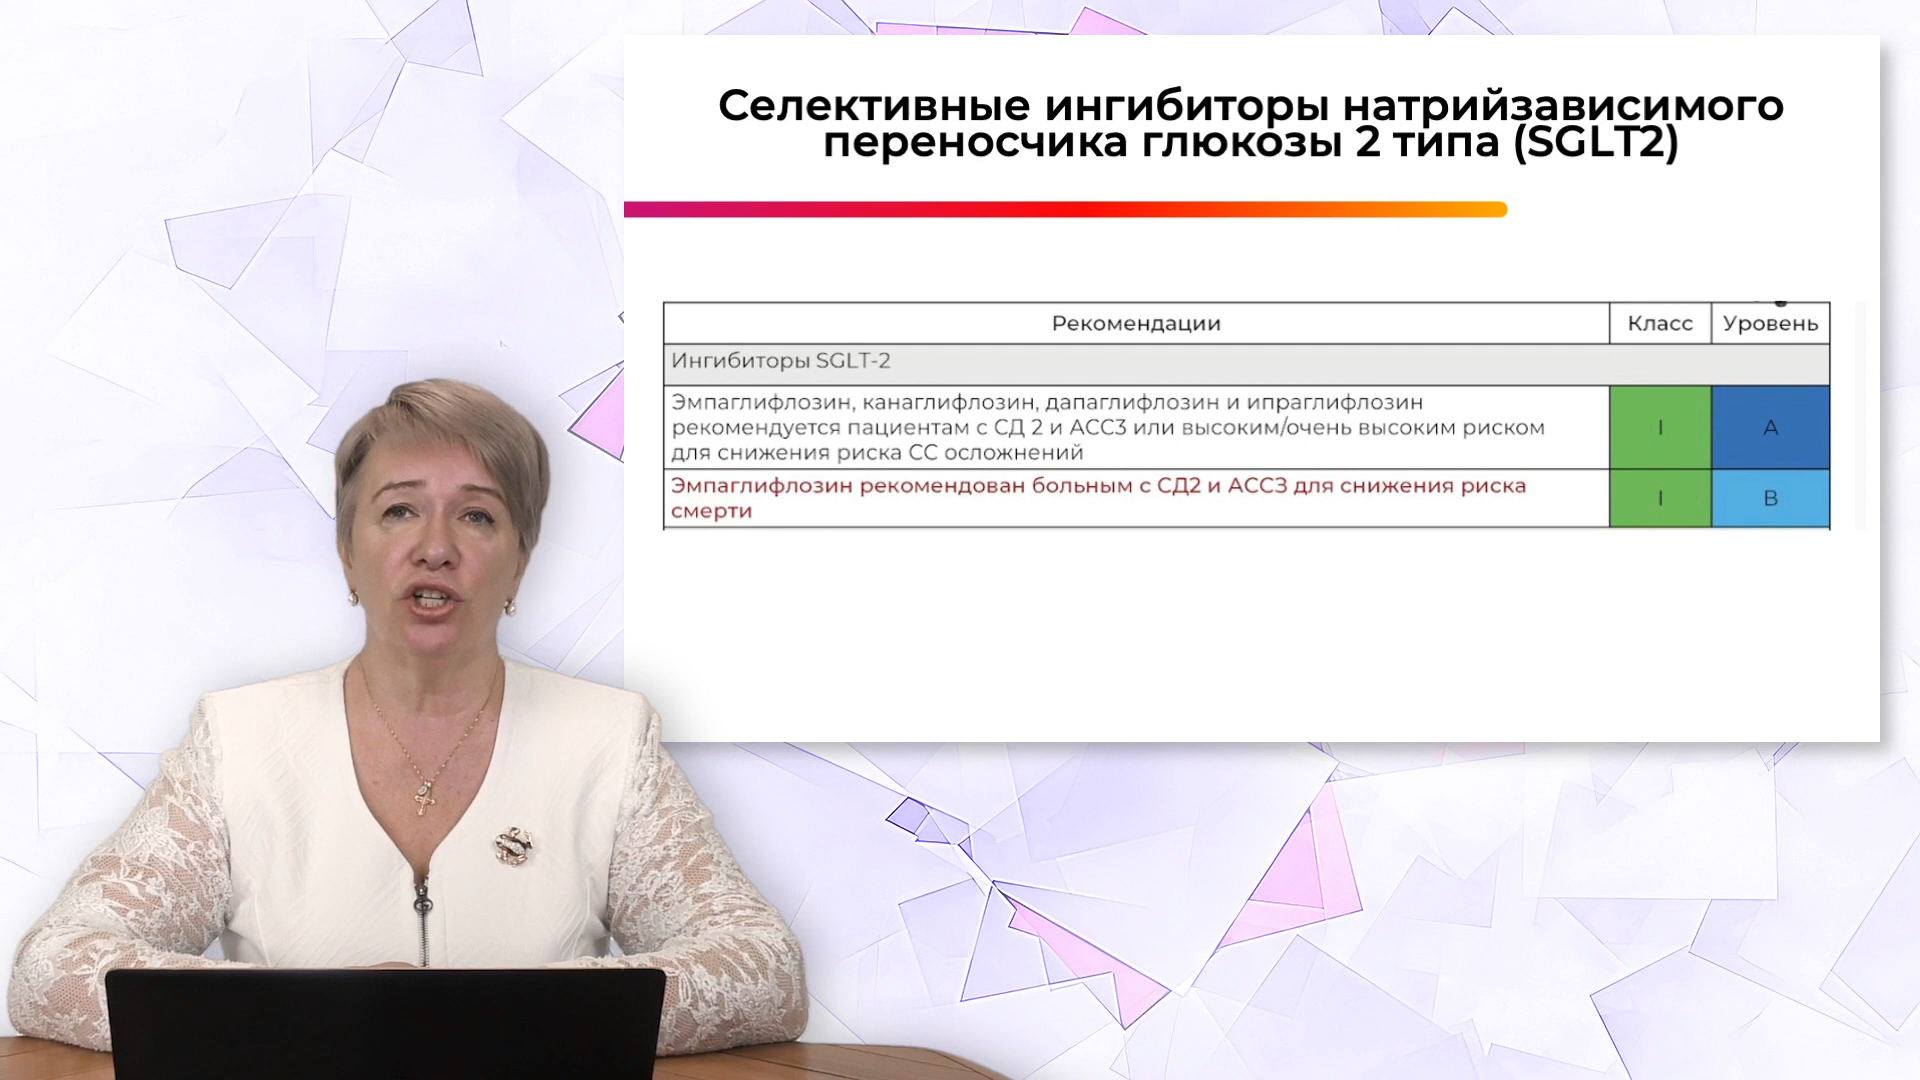 Селективные ингибиторы натрийзависимого
переносчика глюкозы 2 типа (SGLT2)
Рекомендации Класс Уровень
Ингибиторы SGLT-2
Эмпаглифлозин, канаглифлозин, дапаглифлозин и ипраглифлозин
рекомендуется пациентам с СД 2 и АССЗ или высоким/очень высоким риском
для снижения риска СС осложнений
I A
Эмпаглифлозин рекомендован больным с СД2 и АССЗ для снижения риска
смерти
I B